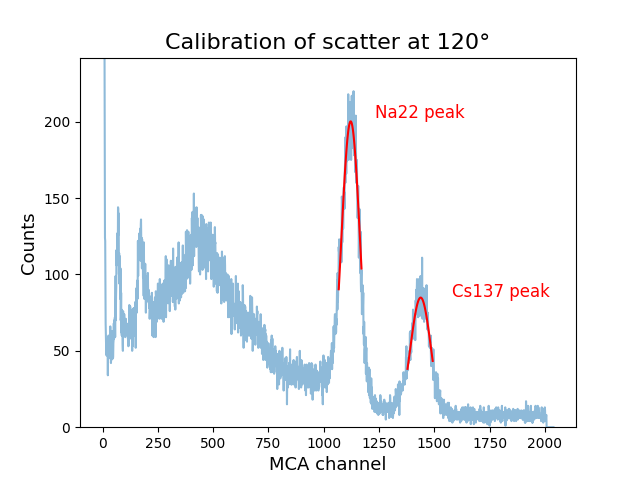 Calibration of scatter at 120°
Na22 peak
Cs137 peak
Counts
200
150
100
50
0
0 250 500 750 1000 1250 1500 1750 2000
MCA channel